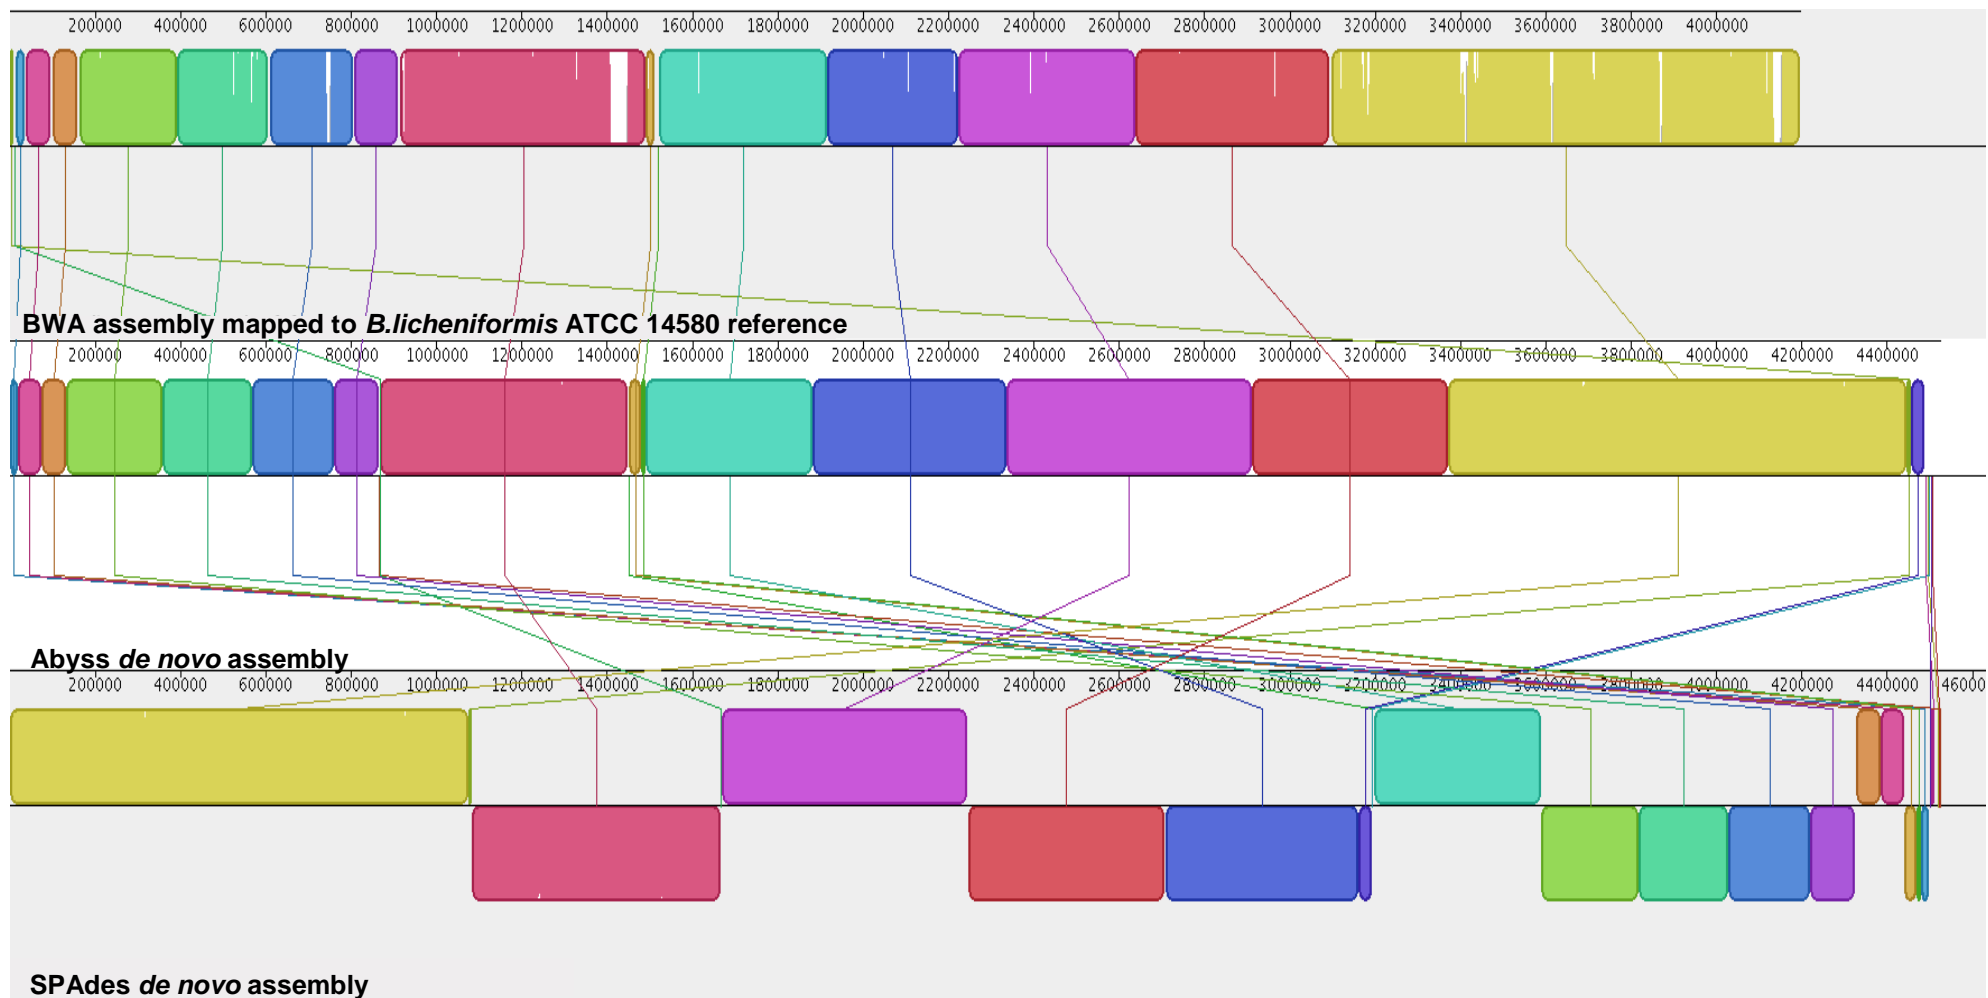 200000 400000 600000 800000 1000000 1200000 1400000 1600000 1800000 2000000 2200000 2400000 2600000 2800000 3000000 3200000 3400000 3600000 3800000 4000000
BWA assembly mapped to B.licheniformis ATCC 14580 reference
200000 400000 600000 800000 1000000 1200000 1400000 1600000 1800000 2000000 2200000 2400000 2600000 2800000 3000000 3200000 3400000 3600000 3800000 4000000 4200000 4400000
Abyss de novo assembly
200000 400000 600000 800000 1000000 1200000 1400000 1600000 1800000 2000000 2200000 2400000 2600000 2800000 3000000 3200000 3400000 3600000 3800000 4000000 4200000 4400000 460000
SPAdes de novo assembly